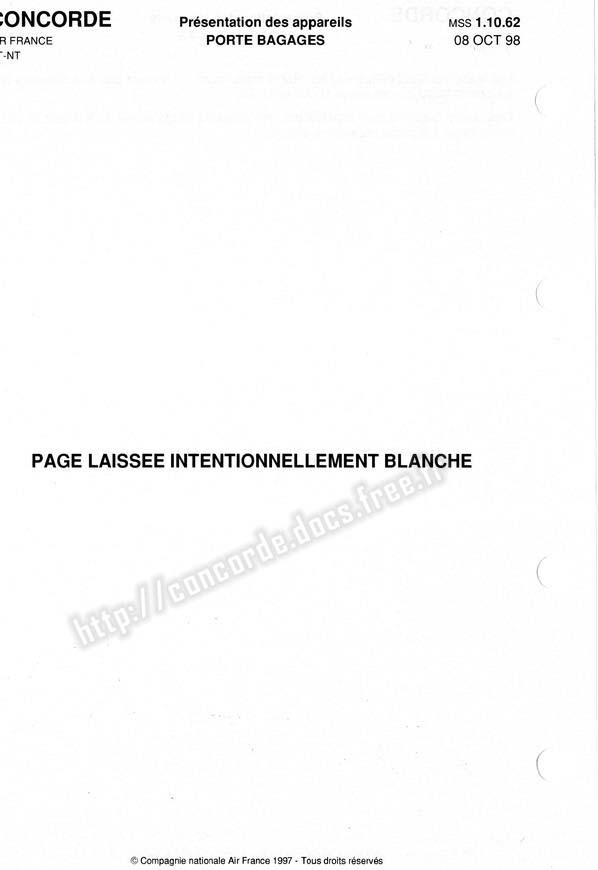 CONCORDE
R FRANCE
T-NT
Présentation des appareils
PORTE BAGAGES
MSS 1.10.62
08 OCT 98
PAGE LAISSEE INTENTIONNELLEMENT BLANCHE
http://concorde.docs.free.fr
© Compagnie nationale Air France 1997 - Tous droits réservés